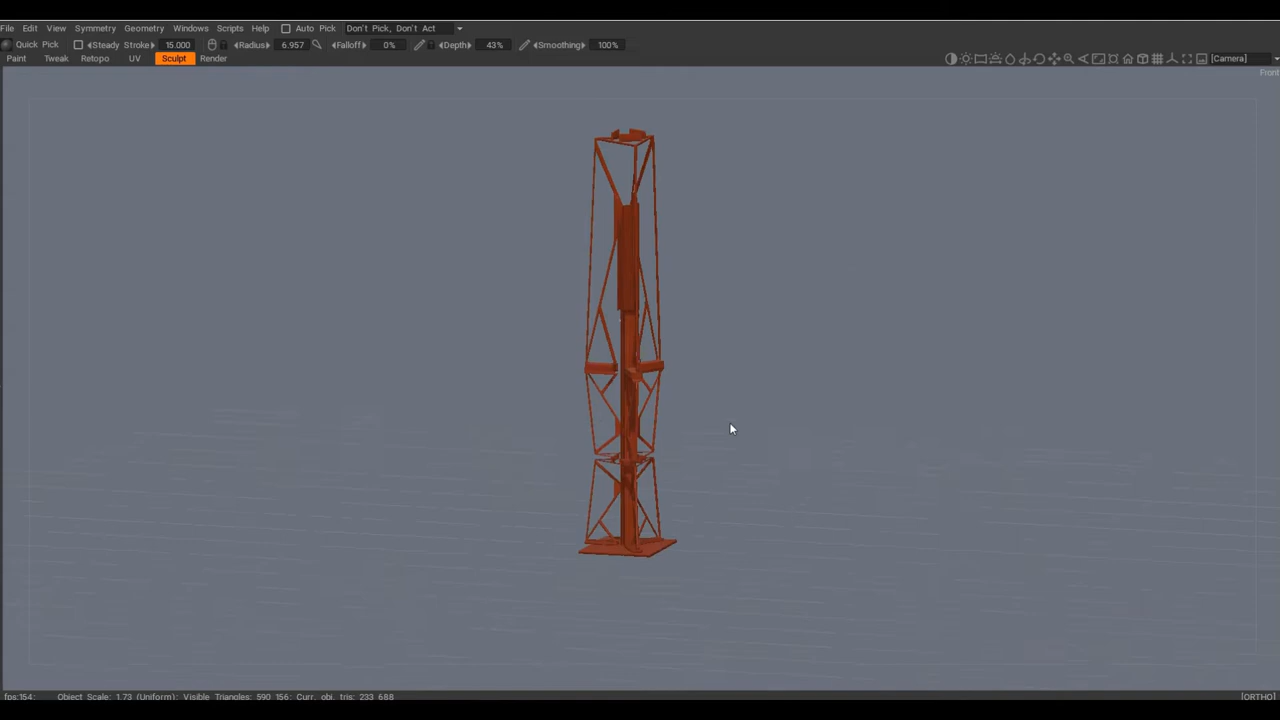 File Edit View Symmetry Geometry Windows Scripts Help Auto Pick Don't Pick, Don't Act
Quick Pick Steady Stroke 15.000 Radius 6.957 Falloff 0% Depth 43% Smoothing 100%
Paint Tweak Retopo UV Sculpt Render [Camera]
Front
fps:154; Object Scale: 1.73 (Uniform); Visible Triangles: 590 156; Curr. obj. tris: 233 688 [ORTHO]